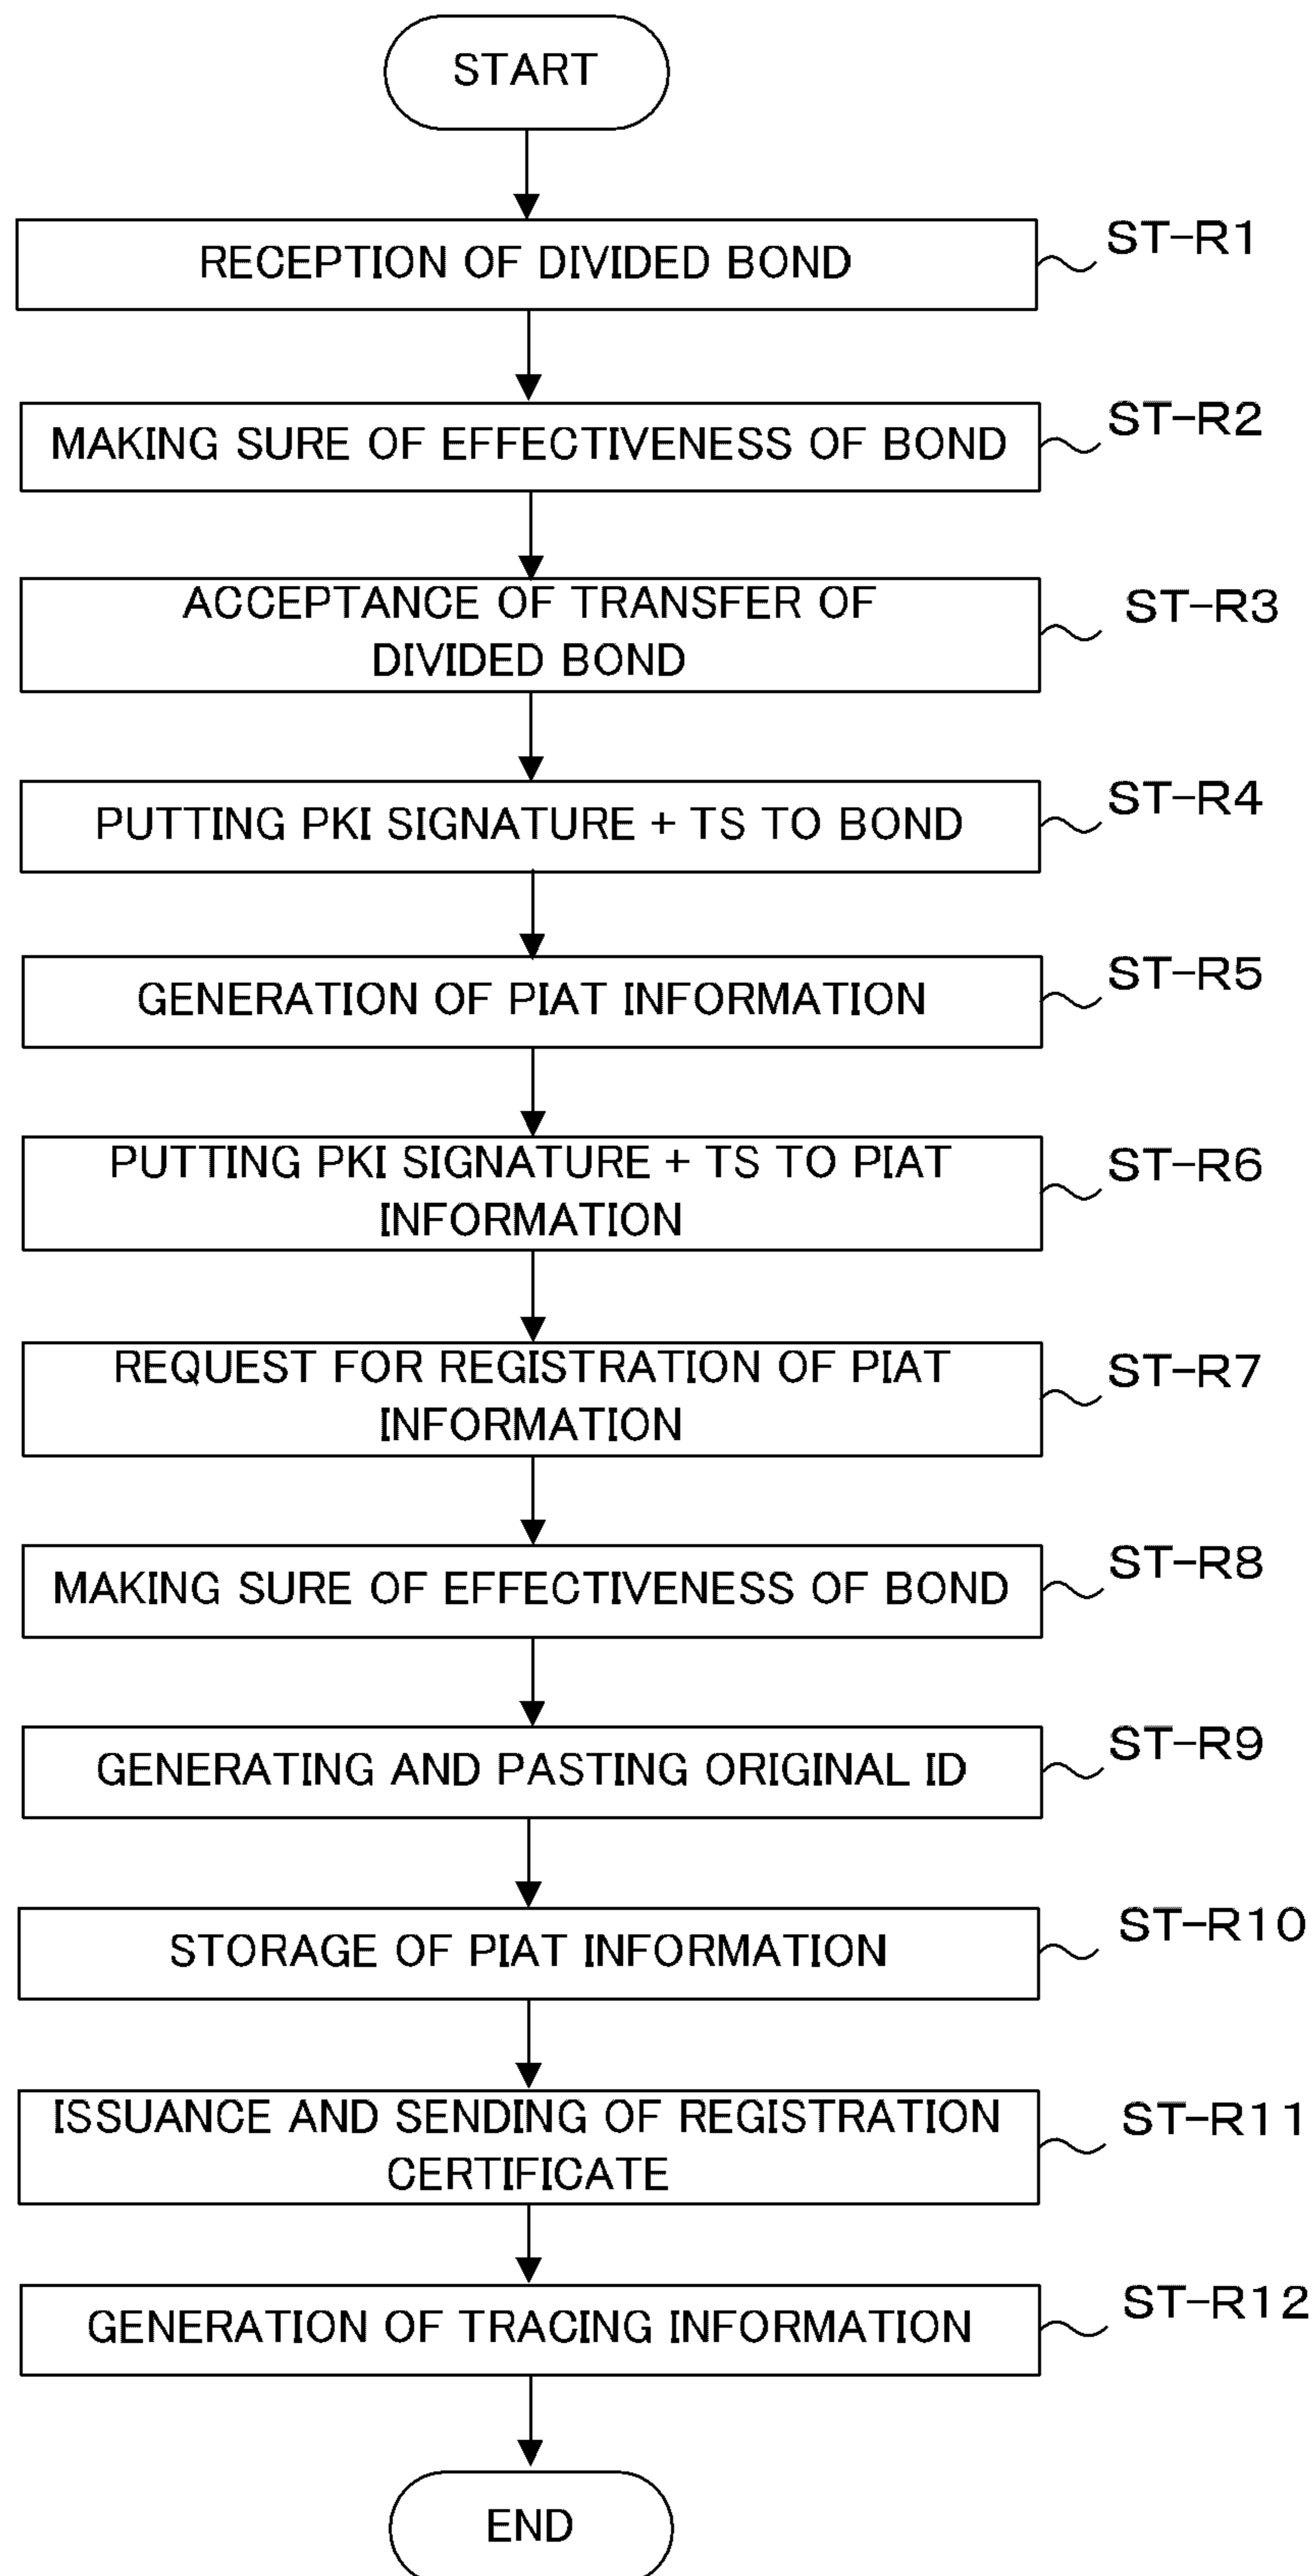 START
RECEPTION OF DIVIDED BOND
ST-R1
MAKING SURE OF EFFECTIVENESS OF BOND
ST-R2
ACCEPTANCE OF TRANSFER OF
DIVIDED BOND
ST-R3
PUTTING PKI SIGNATURE + TS TO BOND
ST-R4
GENERATION OF PIAT INFORMATION
ST-R5
PUTTING PKI SIGNATURE + TS TO PIAT
INFORMATION
ST-R6
REQUEST FOR REGISTRATION OF PIAT
INFORMATION
ST-R7
MAKING SURE OF EFFECTIVENESS OF BOND
ST-R8
GENERATING AND PASTING ORIGINAL ID
ST-R9
STORAGE OF PIAT INFORMATION
ST-R10
ISSUANCE AND SENDING OF REGISTRATION
CERTIFICATE
ST-R11
GENERATION OF TRACING INFORMATION
ST-R12
END